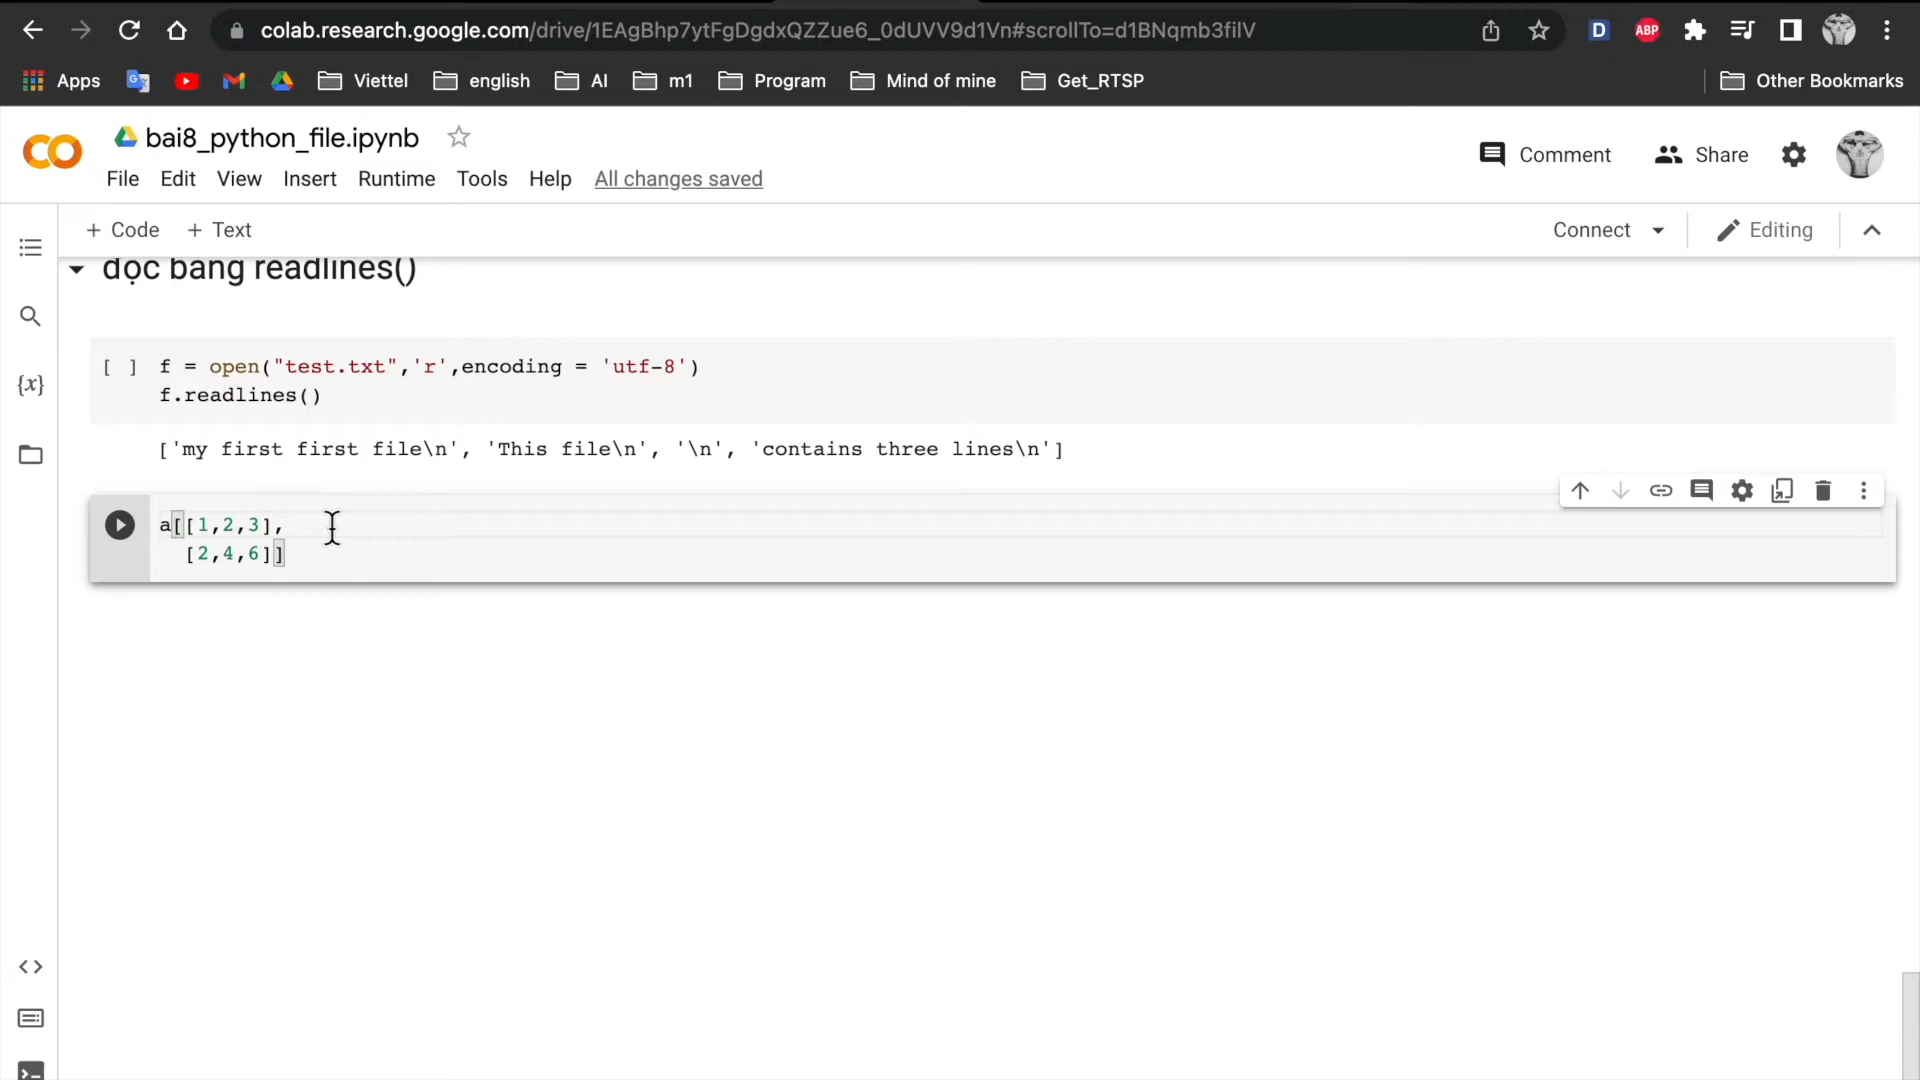 colab.research.google.com/drive/1EAgBhp7ytFgDgdxQZZue6_0dUVV9d1Vn#scrollTo=d1BNqmb3filV
D ABP
Apps Viettel english AI m1 Program Mind of mine Get_RTSP Other Bookmarks
bai8_python_file.ipynb
Comment Share
File Edit View Insert Runtime Tools Help All changes saved
+ Code + Text Connect Editing
dọc bang readlines()
{x}
[ ] f = open("test.txt",'r',encoding = 'utf-8')
f.readlines()
['my first first file\n', 'This file\n', '\n', 'contains three lines\n']
a[[1,2,3],
[2,4,6]]